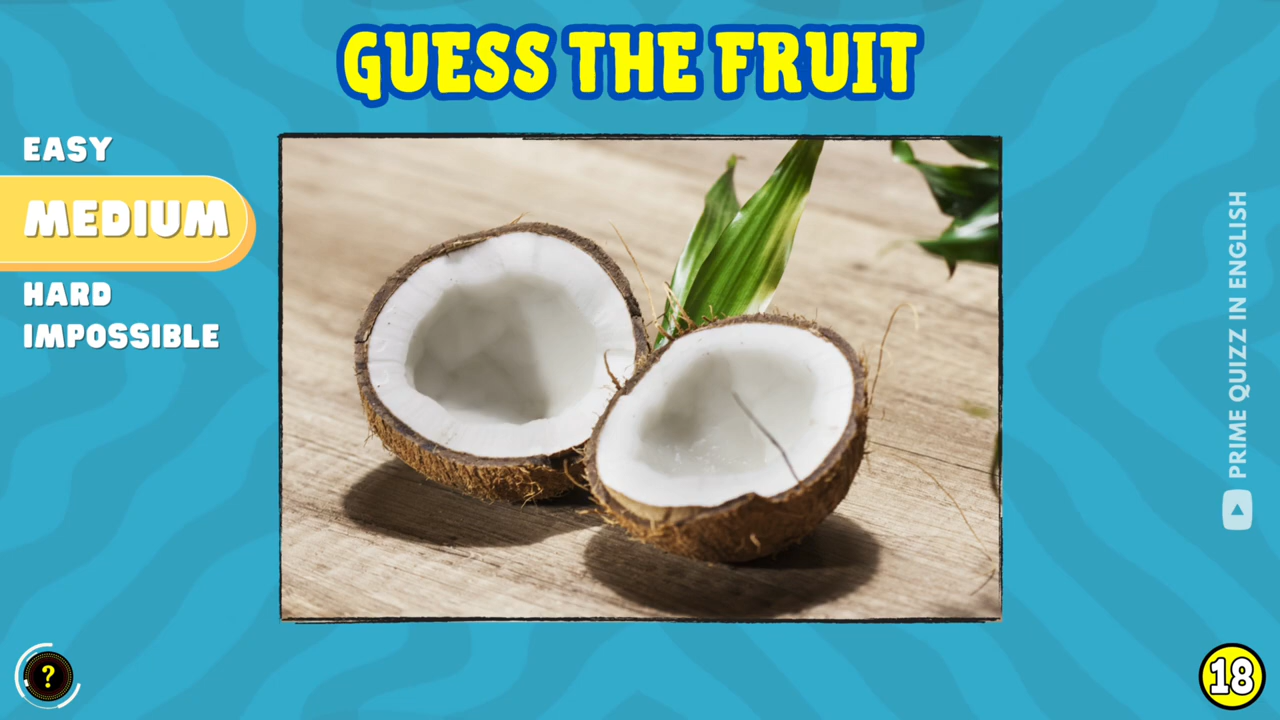 GUESS THE FRUIT
EASY
MEDIUM
HARD
IMPOSSIBLE
PRIME QUIZZ IN ENGLISH
?
18